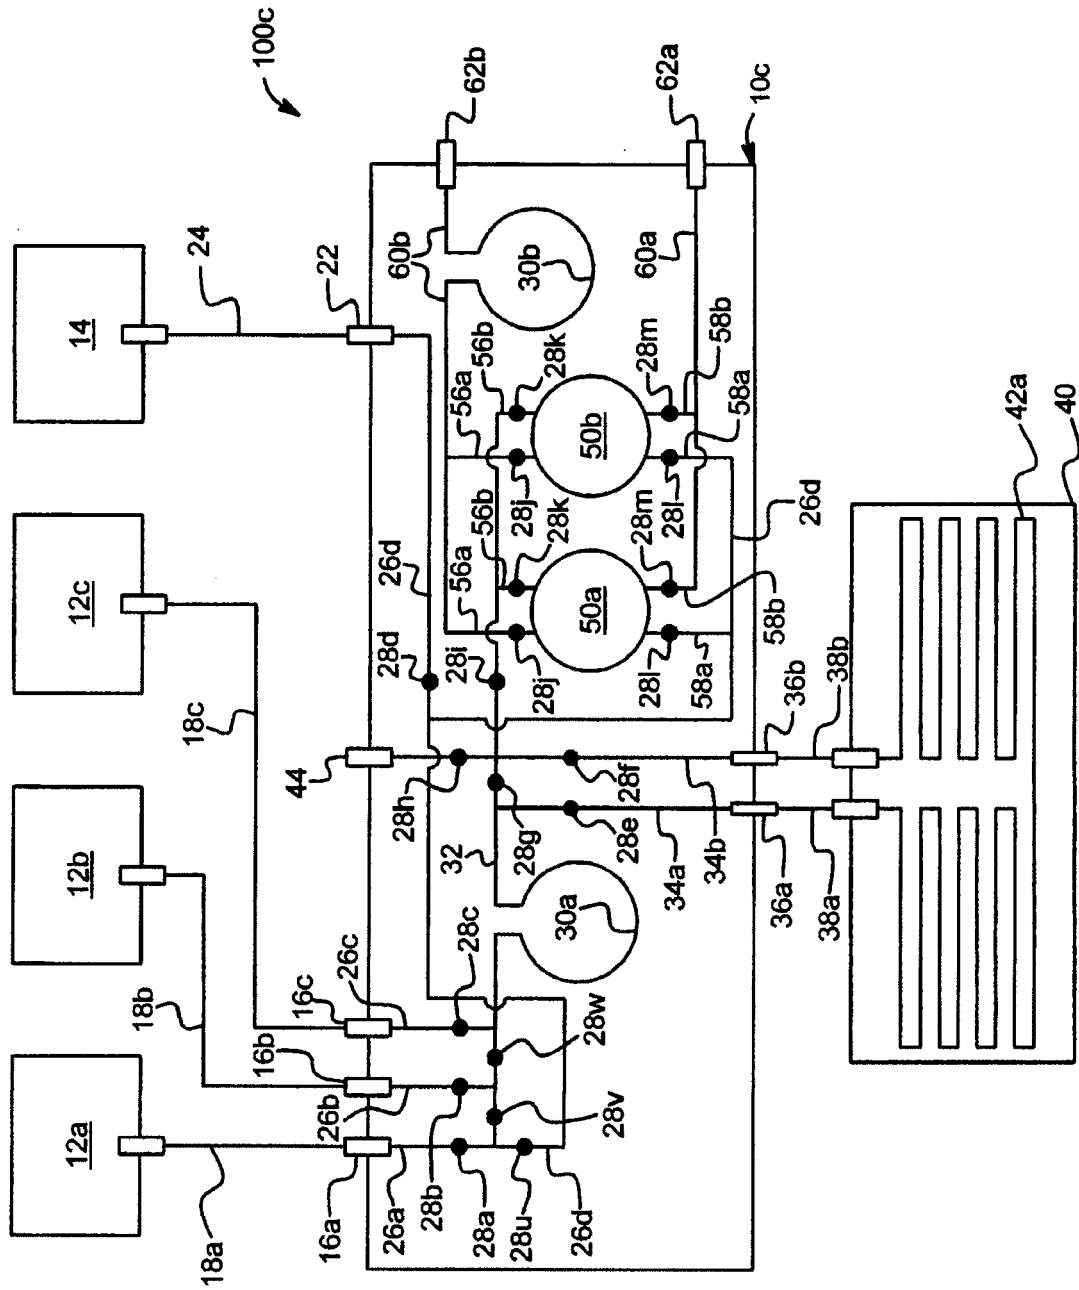 100c
14
24
22
12c
18c
12b
18b
12a
18a
16a
16b
16c
44
62b
62a
10c
60b
60a
30b
26d
28d
28i
56a
56b
56a
56b
28j
28k
28j
28k
50a
50b
28l
28m
28l
28m
58a
58b
58a
58b
26d
26a
26b
26c
28b
28a
28c
28u
26d
28v
28w
30a
32
28g
28h
28e
28f
34a
34b
36a
36b
38a
38b
42a
40